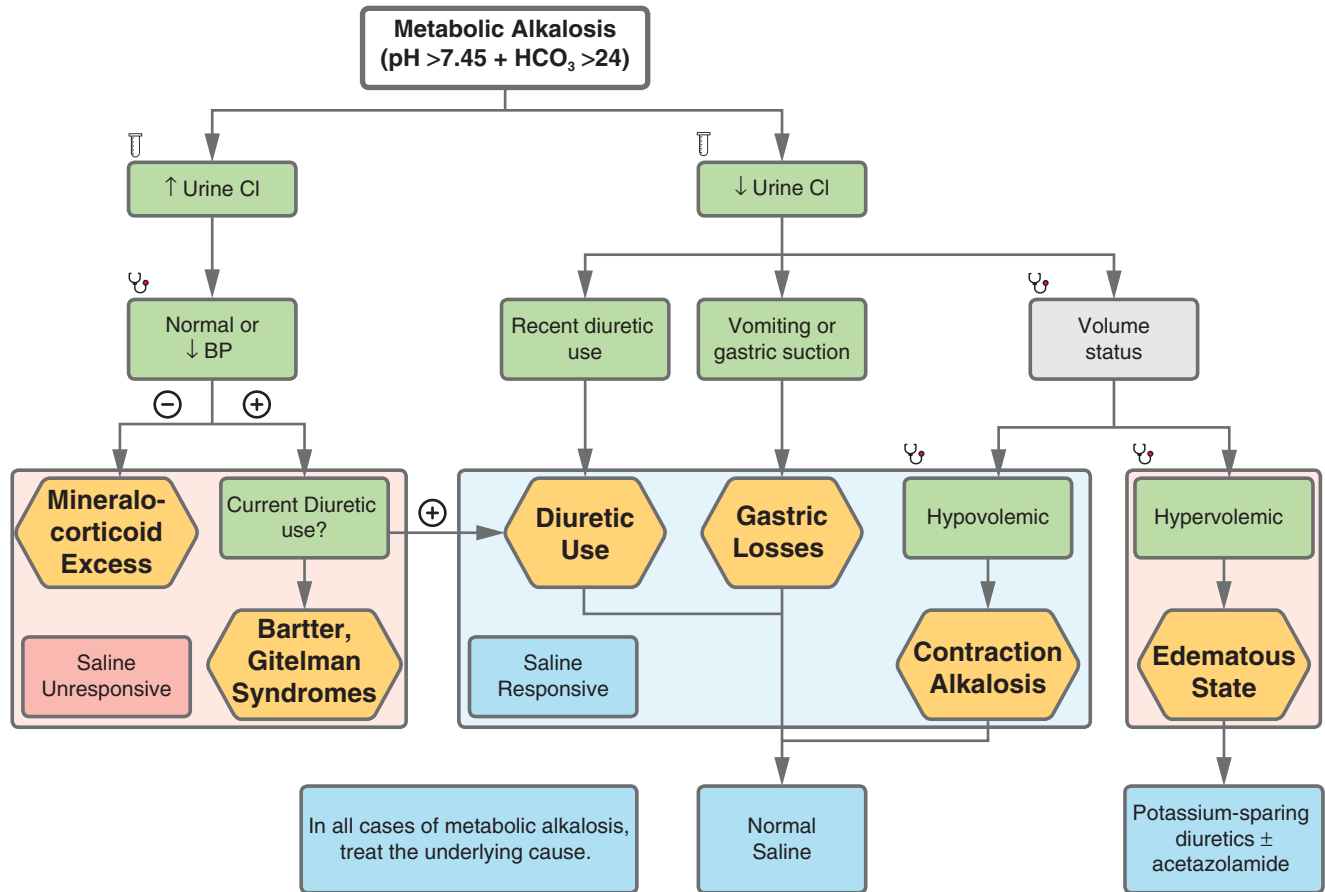 Metabolic Alkalosis
(pH >7.45 + HCO₃ >24)
↑ Urine Cl
↓ Urine Cl
Normal or
↓ BP
Recent diuretic
use
Vomiting or
gastric suction
Volume
status
−
+
Mineralo-
corticoid
Excess
Current Diuretic
use?
+
Diuretic
Use
Gastric
Losses
Hypovolemic
Hypervolemic
Saline
Unresponsive
Bartter,
Gitelman
Syndromes
Saline
Responsive
Contraction
Alkalosis
Edematous
State
In all cases of metabolic alkalosis,
treat the underlying cause.
Normal
Saline
Potassium-sparing
diuretics ±
acetazolamide